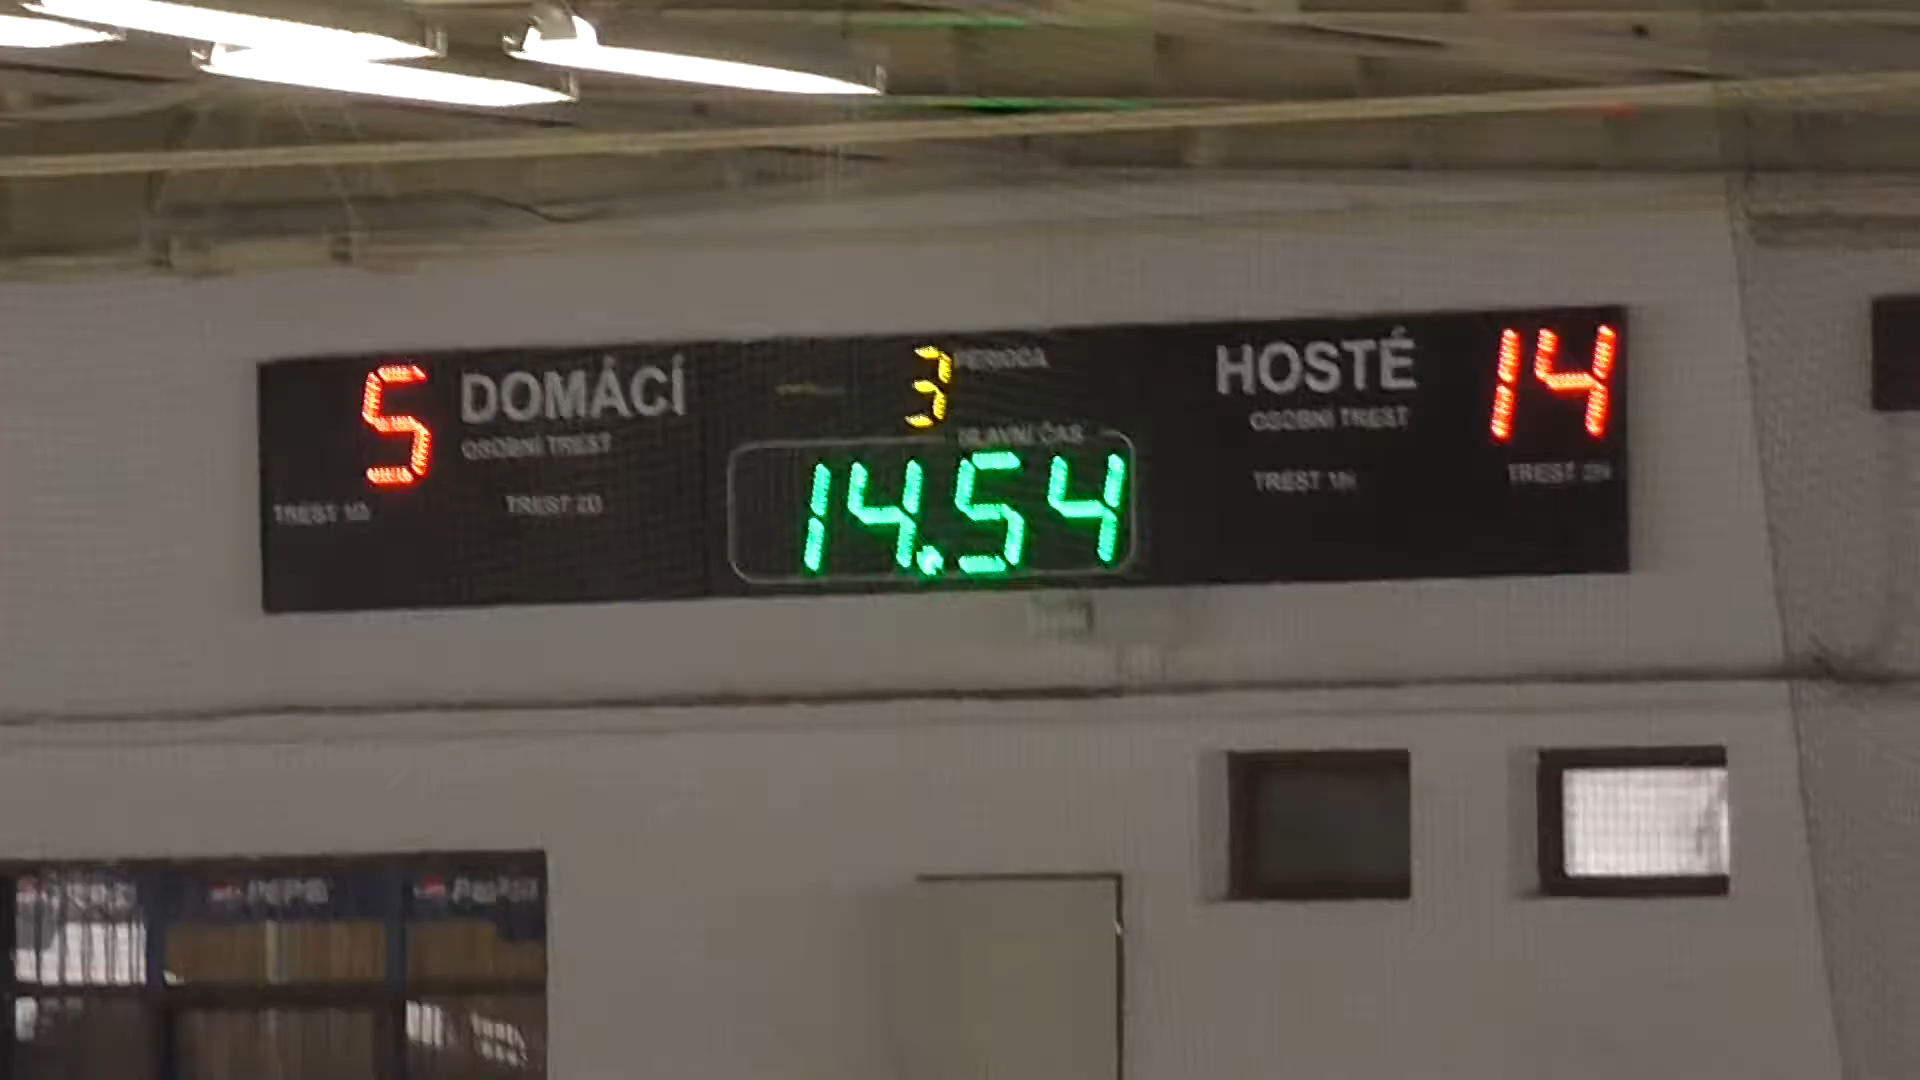 5 DOMÁCÍ 3 PERIODA HOSTÉ 14
OSOBNÍ TREST HLAVNÍ ČAS OSOBNÍ TREST
TREST 1D TREST 2D 14.54 TREST 1H TREST 2H
PEPSI